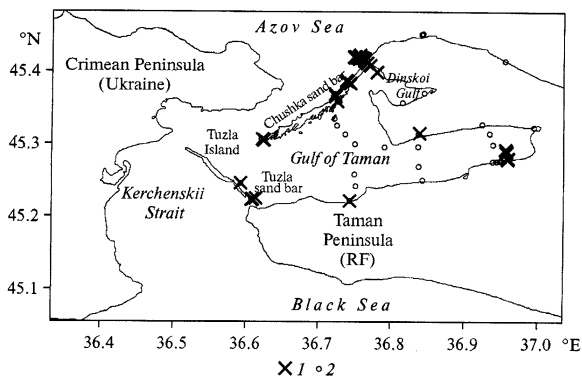 Azov Sea
°N
45.4
45.3
45.2
45.1
Crimean Peninsula
(Ukraine)
Chushka sand bar
Dinskoi
Gulf
Tuzla
Island
Gulf of Taman
Tuzla
sand bar
Kerchenskii
Strait
Taman
Peninsula
(RF)
Black Sea
36.4 36.5 36.6 36.7 36.8 36.9 37.0 °E
1 2